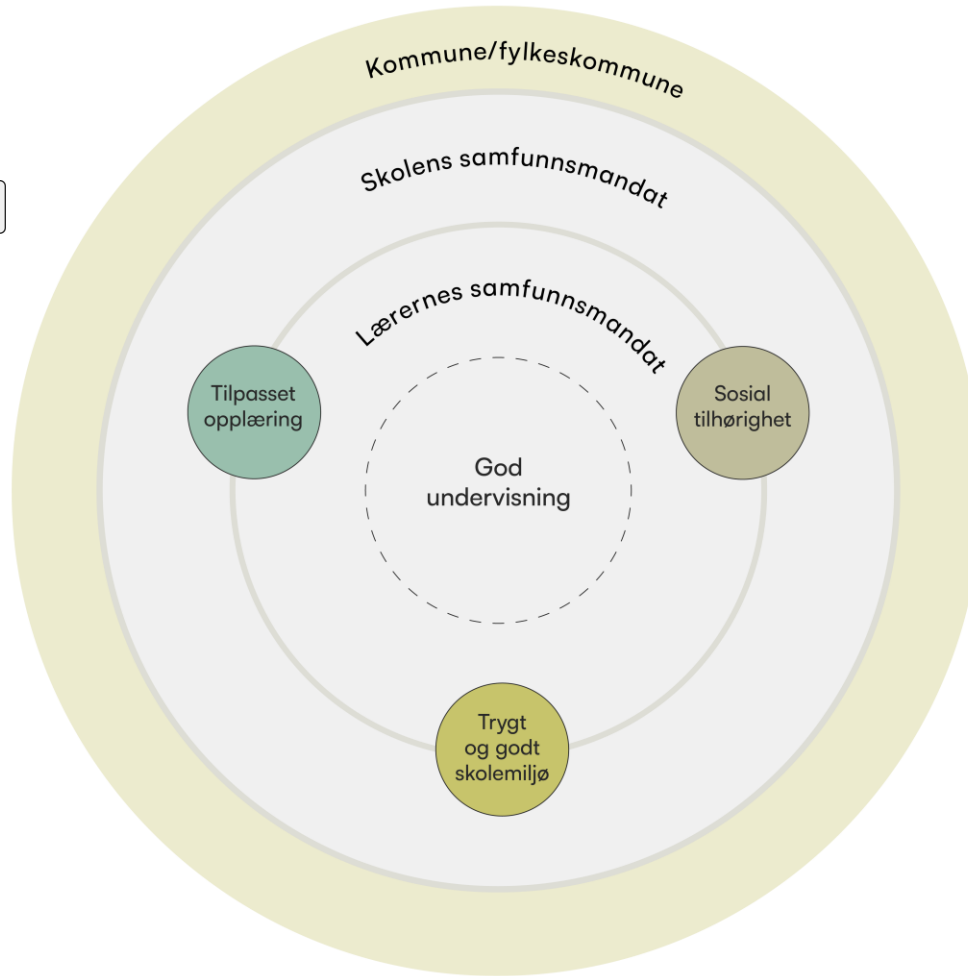 Kommune/fylkeskommune
Skolens samfunnsmandat
Lærernes samfunnsmandat
Tilpasset
opplæring
Sosial
tilhørighet
God
undervisning
Trygt
og godt
skolemiljø